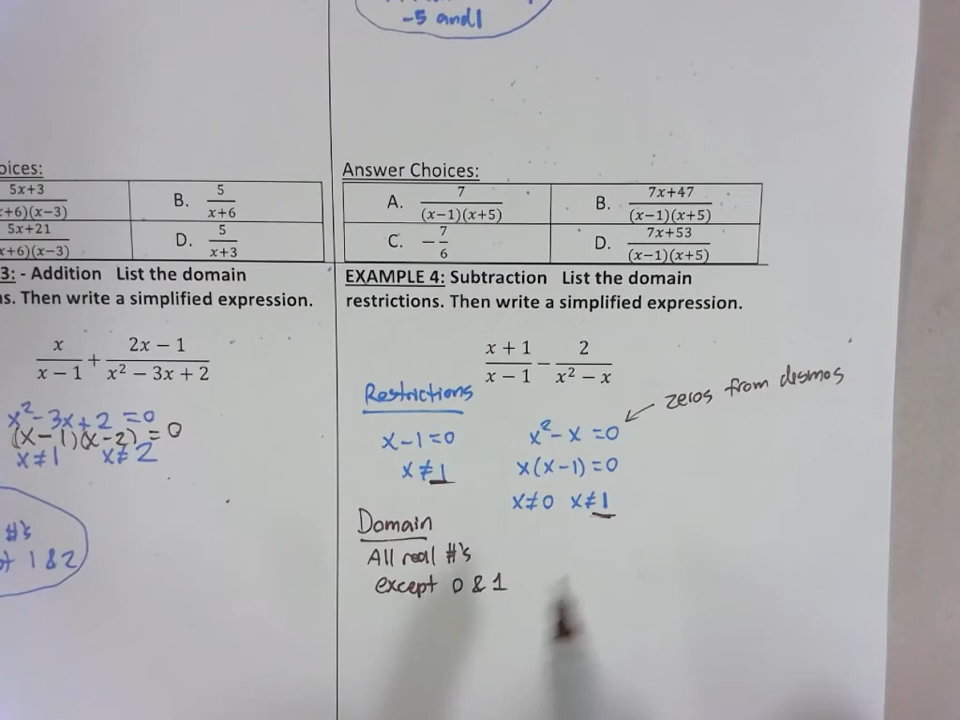 -5 and 1
oices:
5x+3
x+6)(x−3)
B. 5/(x+6)
5x+21
x+6)(x−3)
D. 5/(x+3)
3: - Addition List the domain
ns. Then write a simplified expression.
x/(x − 1) + (2x − 1)/(x² − 3x + 2)
x²- 3x + 2 = 0
(x - 1)(x - 2) = 0
x ≠ 1 x ≠ 2
#'s
1 & 2
Answer Choices:
A. 7/((x−1)(x+5))
B. (7x+47)/((x−1)(x+5))
C. −7/6
D. (7x+53)/((x−1)(x+5))
EXAMPLE 4: Subtraction List the domain
restrictions. Then write a simplified expression.
(x + 1)/(x − 1) − 2/(x² − x)
Restrictions
zeros from desmos
x - 1 = 0
x² - x = 0
x ≠ 1
x(x - 1) = 0
x ≠ 0 x ≠ 1
Domain
All real #'s
except 0 & 1